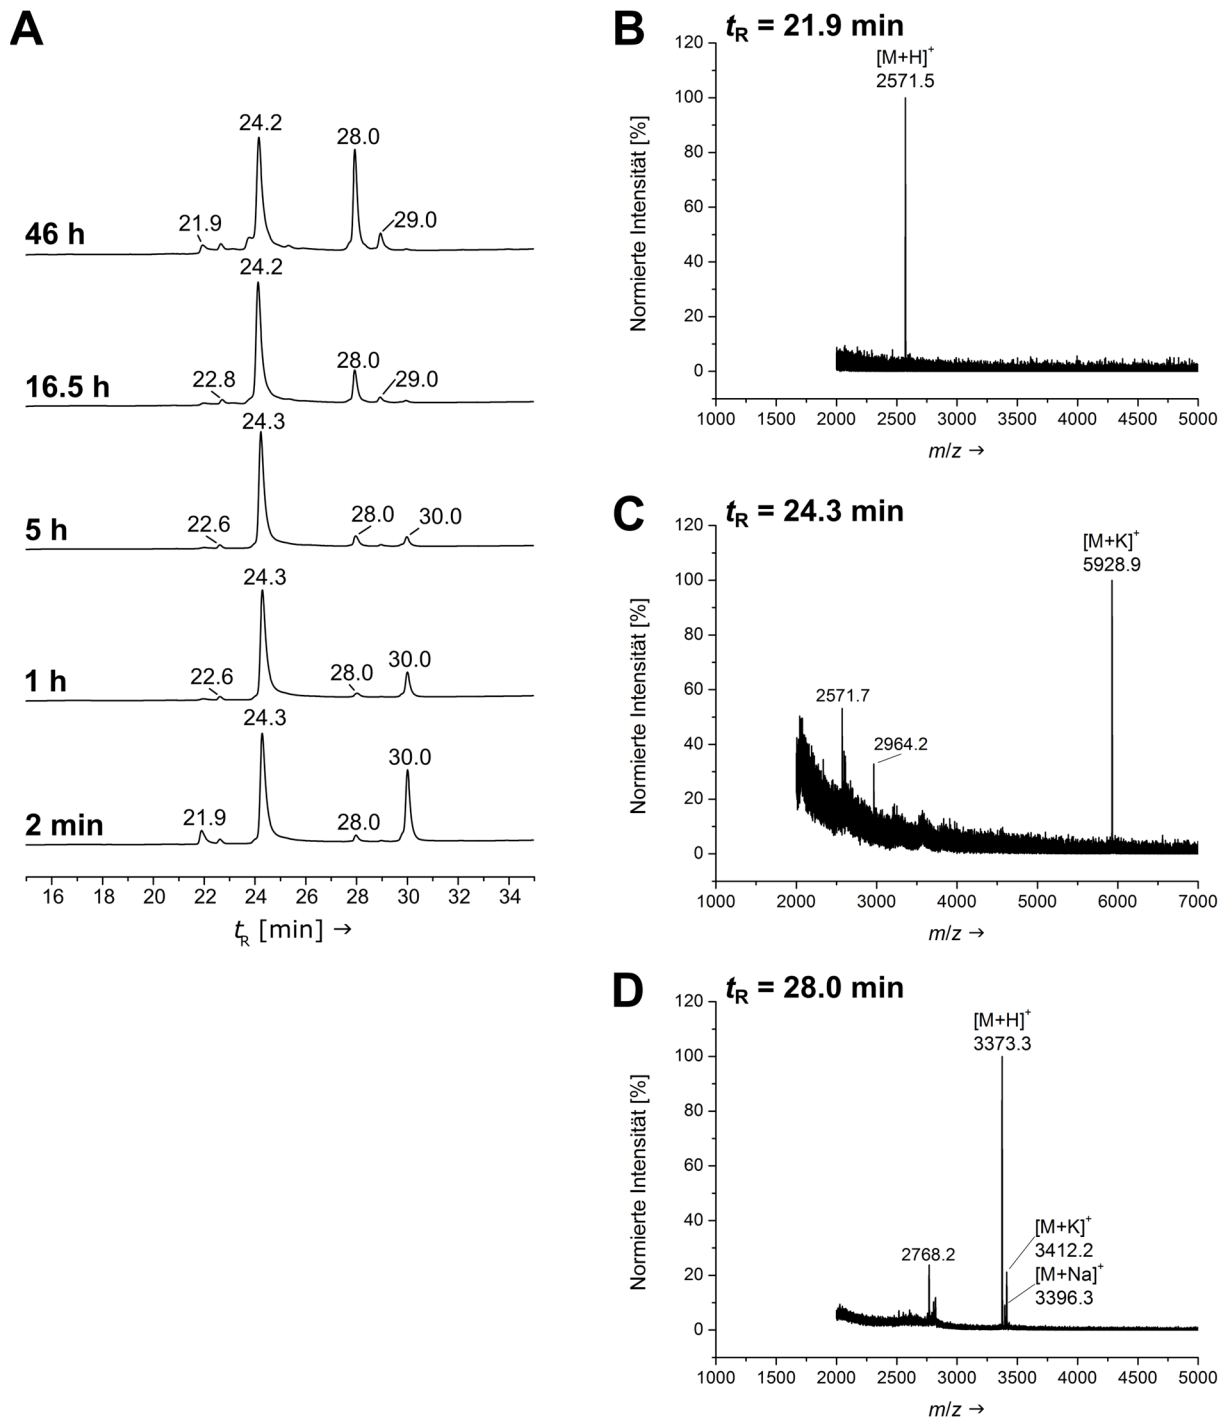 A
46 h
21.9
24.2
28.0
29.0
16.5 h
22.8
24.2
28.0
29.0
5 h
22.6
24.3
28.0
30.0
1 h
22.6
24.3
28.0
30.0
2 min
21.9
24.3
28.0
30.0
16 18 20 22 24 26 28 30 32 34
tR [min] →
B
tR = 21.9 min
[M+H]+
2571.5
Normierte Intensität [%]
120
100
80
60
40
20
0
1000 1500 2000 2500 3000 3500 4000 4500 5000
m/z →
C
tR = 24.3 min
[M+K]+
5928.9
2571.7
2964.2
Normierte Intensität [%]
120
100
80
60
40
20
0
1000 2000 3000 4000 5000 6000 7000
m/z →
D
tR = 28.0 min
[M+H]+
3373.3
[M+K]+
3412.2
[M+Na]+
3396.3
2768.2
Normierte Intensität [%]
120
100
80
60
40
20
0
1000 1500 2000 2500 3000 3500 4000 4500 5000
m/z →